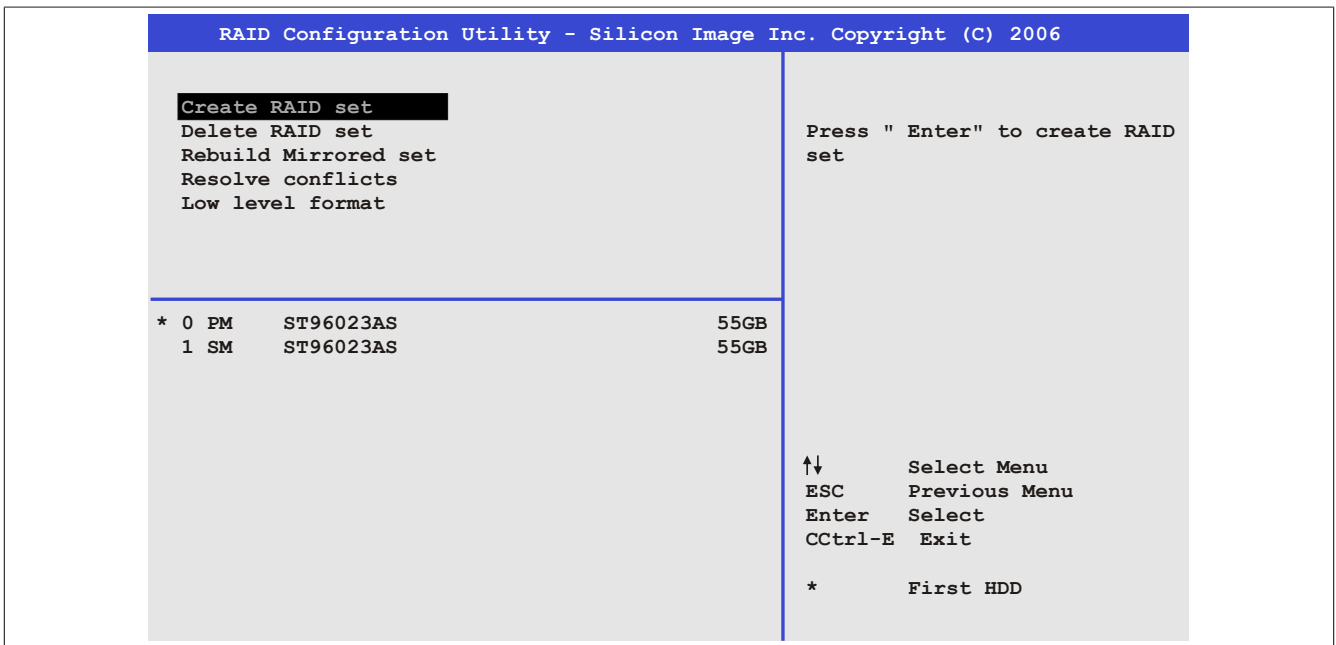 RAID Configuration Utility - Silicon Image Inc. Copyright (C) 2006
Create RAID set
Delete RAID set
Rebuild Mirrored set
Resolve conflicts
Low level format
Press " Enter" to create RAID
set
* 0 PM ST96023AS 55GB
1 SM ST96023AS 55GB
↑↓ Select Menu
ESC Previous Menu
Enter Select
CCtrl-E Exit
* First HDD